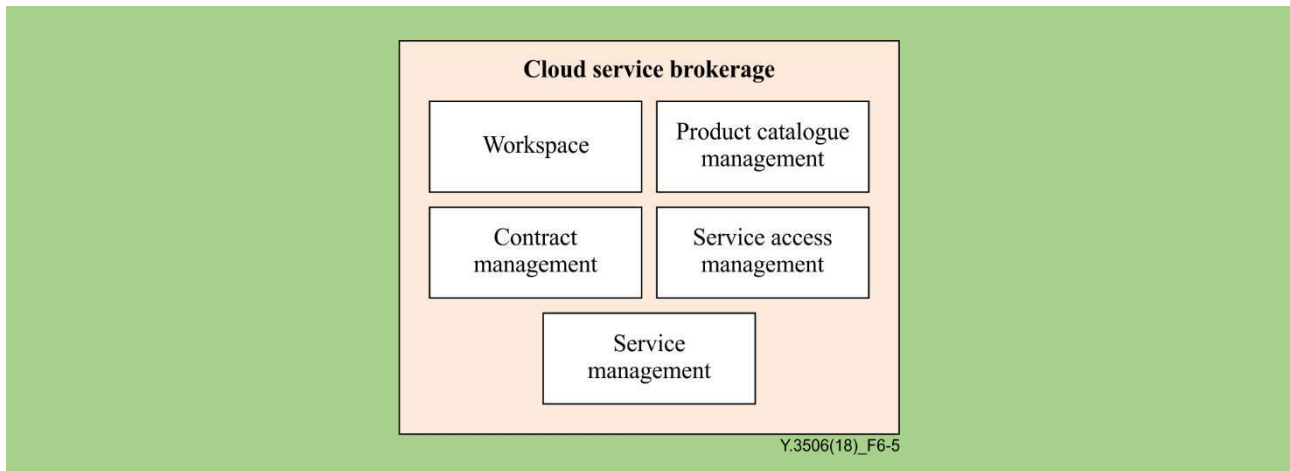 Cloud service brokerage
Workspace
Product catalogue
management
Contract
management
Service access
management
Service
management
Y.3506(18)_F6-5